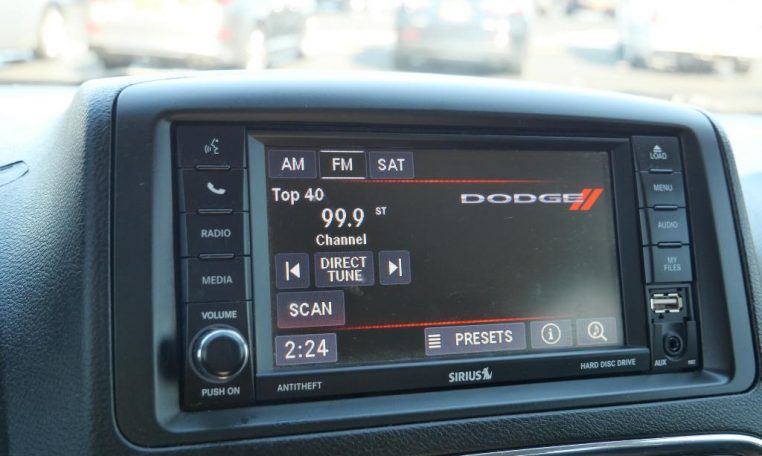 LOAD
AM FM SAT
MENU
Top 40
DODGE
99.9 ST
Channel
RADIO
AUDIO
DIRECT
TUNE
MEDIA
MY
FILES
SCAN
VOLUME
2:24
PRESETS
PUSH ON
ANTITHEFT
SIRIUS
HARD DISC DRIVE
AUX